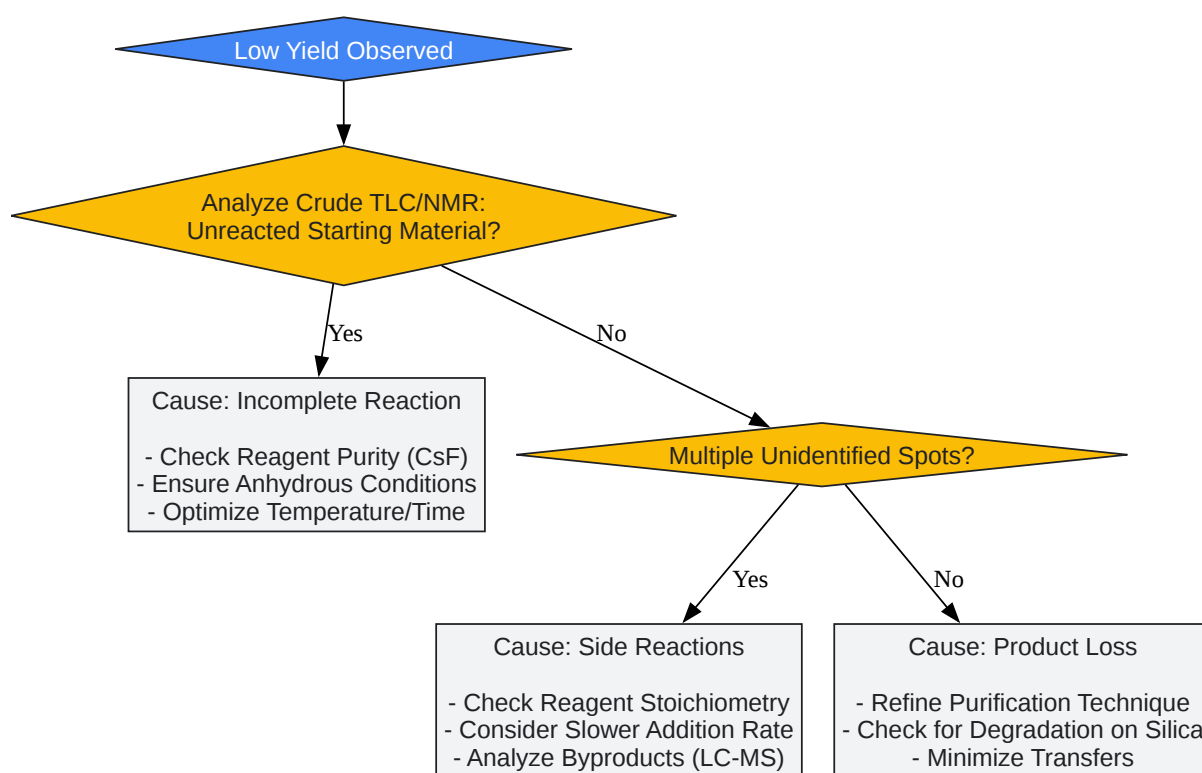 Low Yield Observed
Analyze Crude TLC/NMR:
Unreacted Starting Material?
Yes
No
Cause: Incomplete Reaction
- Check Reagent Purity (CsF)
- Ensure Anhydrous Conditions
- Optimize Temperature/Time
Multiple Unidentified Spots?
Yes
No
Cause: Side Reactions
- Check Reagent Stoichiometry
- Consider Slower Addition Rate
- Analyze Byproducts (LC-MS)
Cause: Product Loss
- Refine Purification Technique
- Check for Degradation on Silica
- Minimize Transfers